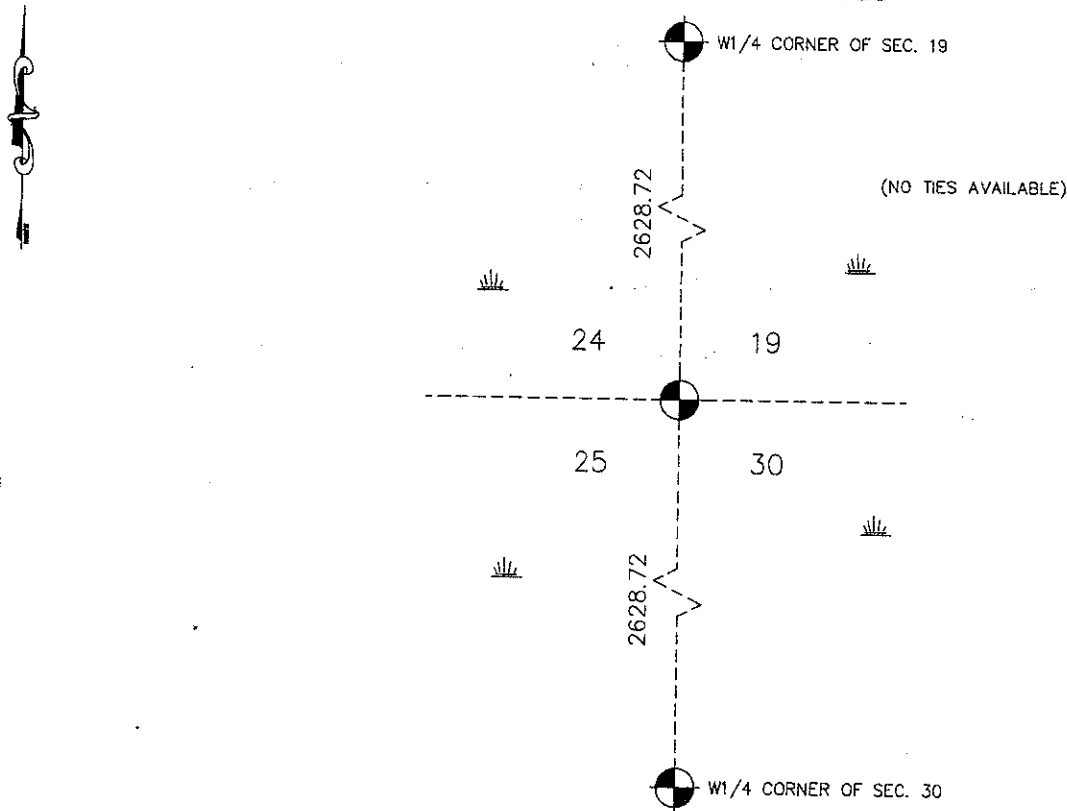 W1/4 CORNER OF SEC. 19
2628.72
(NO TIES AVAILABLE)
24
19
25
30
2628.72
W1/4 CORNER OF SEC. 30